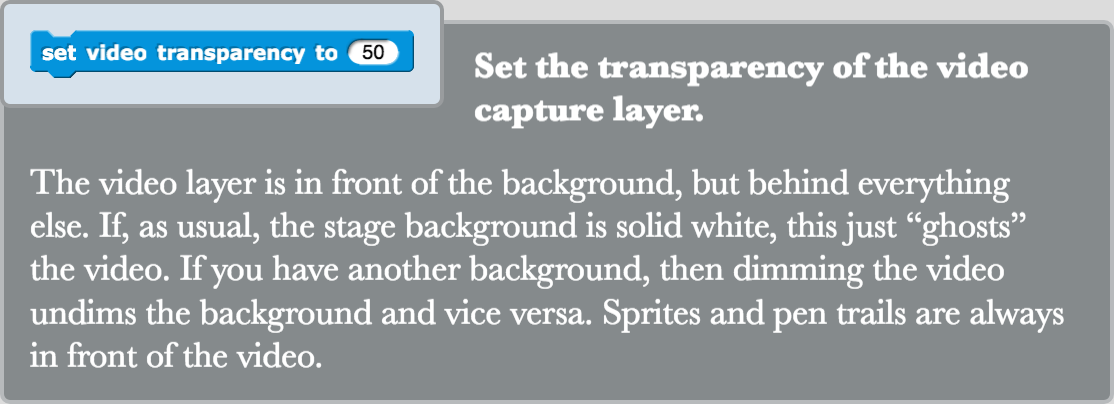 set video transparency to 50
Set the transparency of the video
capture layer.
The video layer is in front of the background, but behind everything
else. If, as usual, the stage background is solid white, this just “ghosts”
the video. If you have another background, then dimming the video
undims the background and vice versa. Sprites and pen trails are always
in front of the video.